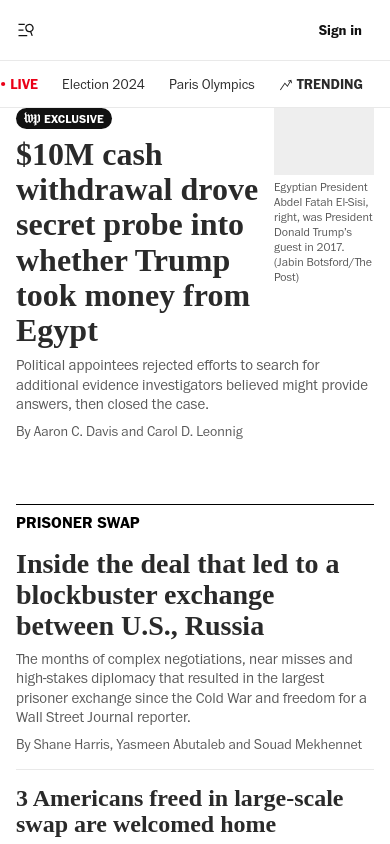 Sign in
• LIVE Election 2024 Paris Olympics TRENDING
wp EXCLUSIVE
$10M cash
withdrawal drove
secret probe into
whether Trump
took money from
Egypt
Egyptian President
Abdel Fatah El-Sisi,
right, was President
Donald Trump's
guest in 2017.
(Jabin Botsford/The
Post)
Political appointees rejected efforts to search for
additional evidence investigators believed might provide
answers, then closed the case.
By Aaron C. Davis and Carol D. Leonnig
PRISONER SWAP
Inside the deal that led to a
blockbuster exchange
between U.S., Russia
The months of complex negotiations, near misses and
high-stakes diplomacy that resulted in the largest
prisoner exchange since the Cold War and freedom for a
Wall Street Journal reporter.
By Shane Harris, Yasmeen Abutaleb and Souad Mekhennet
3 Americans freed in large-scale
swap are welcomed home